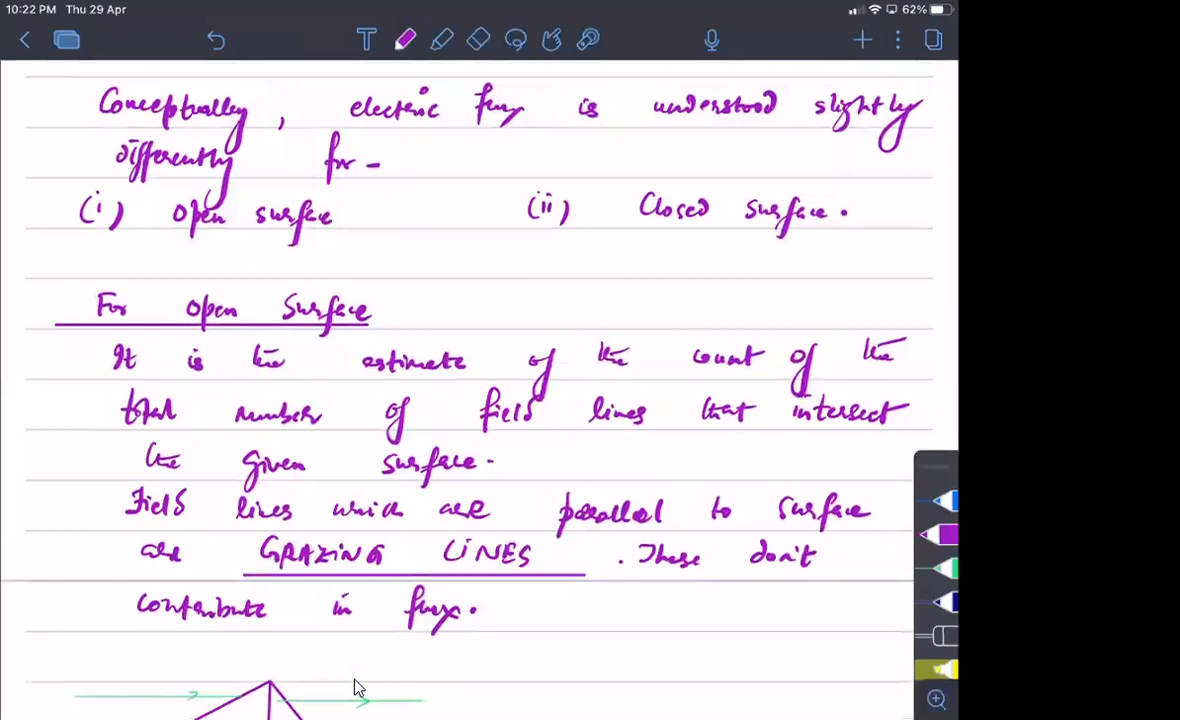 10:22 PM Thu 29 Apr 62%
Conceptually, electric flux is understood slightly
differently for -
(i) open surface (ii) Closed surface.
For open Surface
It is the estimate of the count of the
total number of field lines that intersect
the given surface.
Field lines which are parallel to surface
are GRAZING LINES. These don't
contribute in flux.